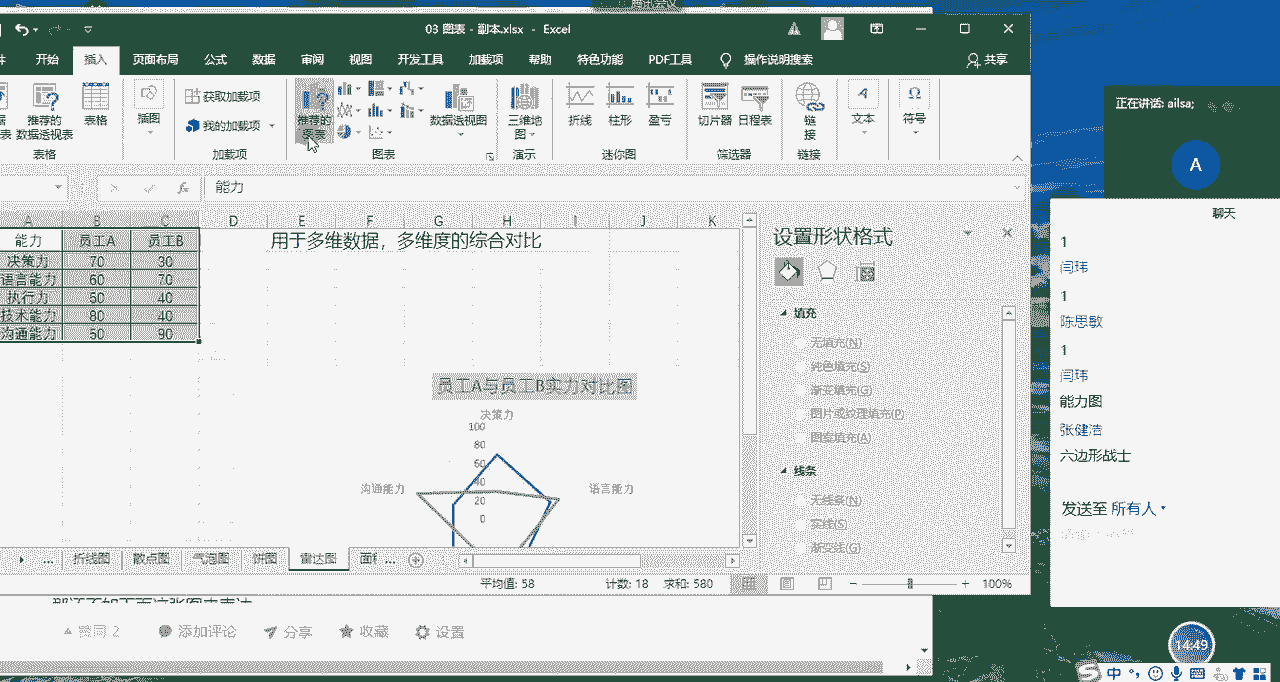 腾讯会议
03 图表 - 副本.xlsx - Excel
开始 插入 页面布局 公式 数据 审阅 视图 开发工具 加载项 帮助 特色功能 PDF工具 操作说明搜索 共享
推荐的数据透视表 表格 插图 获取加载项 我的加载项 推荐的图表 数据透视图 三维地图 折线 柱形 盈亏 切片器 日程表 链接 文本 符号
表格 加载项 图表 演示 迷你图 筛选器 链接
fx 能力
A B C D E F G H I J K
能力 员工A 员工B
决策力 70 30
语言能力 60 70
执行力 50 40
技术能力 80 40
沟通能力 50 90
用于多维数据，多维度的综合对比
员工A与员工B实力对比图
决策力
100
80
60
40
20
0
沟通能力 语言能力
设置形状格式
填充
无填充(N)
纯色填充(S)
渐变填充(G)
图片或纹理填充(P)
图案填充(A)
线条
无线条(N)
实线(S)
渐变线(G)
... 折线图 散点图 气泡图 饼图 雷达图 ...
平均值: 58 计数: 18 求和: 580 100%
赞同 2 添加评论 分享 收藏 设置
正在讲话: ailsa;
A
聊天
1
闫玮
1
陈思敏
1
闫玮
能力图
张健浩
六边形战士
发送至 所有人
14:49
中